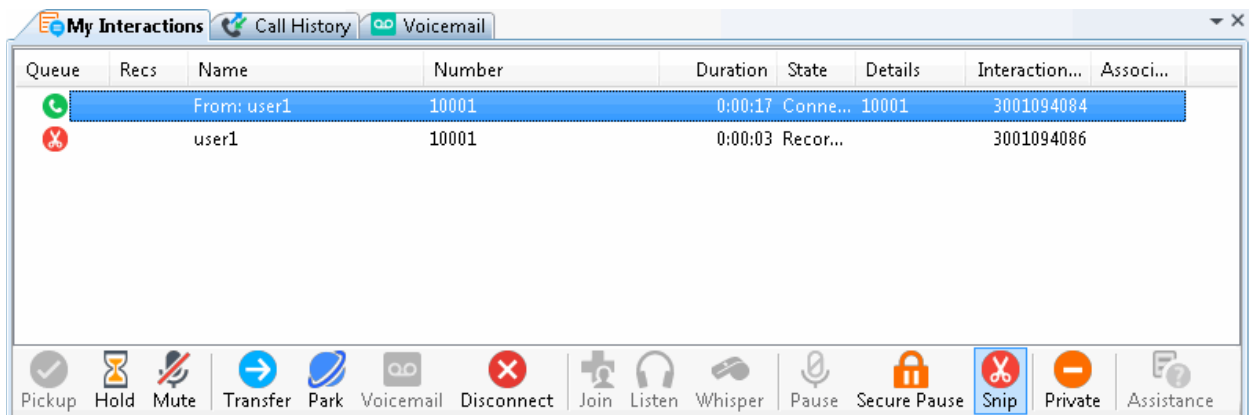 My Interactions Call History Voicemail
Queue Recs Name Number Duration State Details Interaction... Associ...
From: user1 10001 0:00:17 Conne... 10001 3001094084
user1 10001 0:00:03 Recor... 3001094086
Pickup Hold Mute Transfer Park Voicemail Disconnect Join Listen Whisper Pause Secure Pause Snip Private Assistance